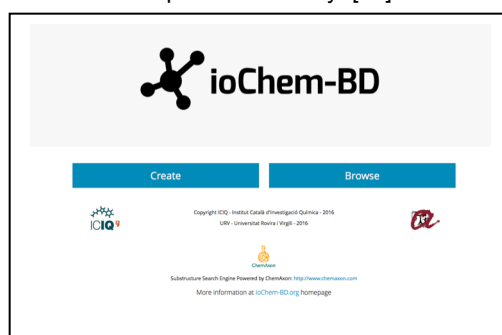 ioChem-BD
Create
Browse
ICIQ
Copyright ICIQ - Institut Català d'Investigació Química - 2016
URV - Universitat Rovira i Virgili - 2016
ChemAxon
Substructure Search Engine Powered by ChemAxon: http://www.chemaxon.com
More information at ioChem-BD.org homepage